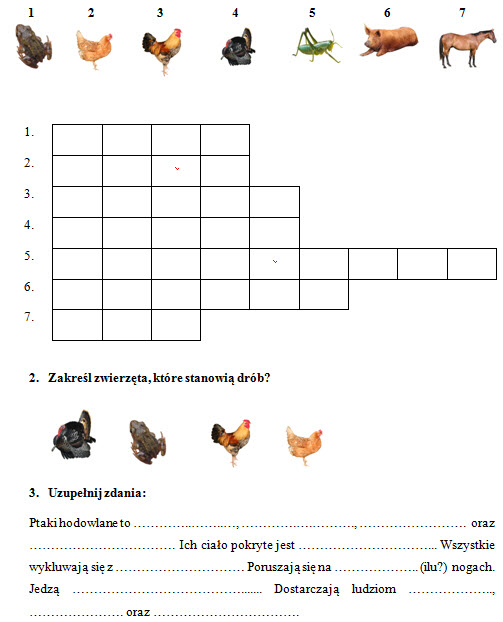 1 2 3 4 5 6 7
1.
2.
3.
4.
5.
6.
7.
2. Zakreśl zwierzęta, które stanowią drób?
3. Uzupełnij zdania:
Ptaki hodowlane to ………….…….…, ………….………….., ……………………… oraz
…………………………… Ich ciało pokryte jest …………………………... Wszystkie
wykluwają się z ………………………… Poruszają się na ………………… (ilu?) nogach.
Jedzą …………………………………....... Dostarczają ludziom ………………..,
………………….. oraz ……………………………